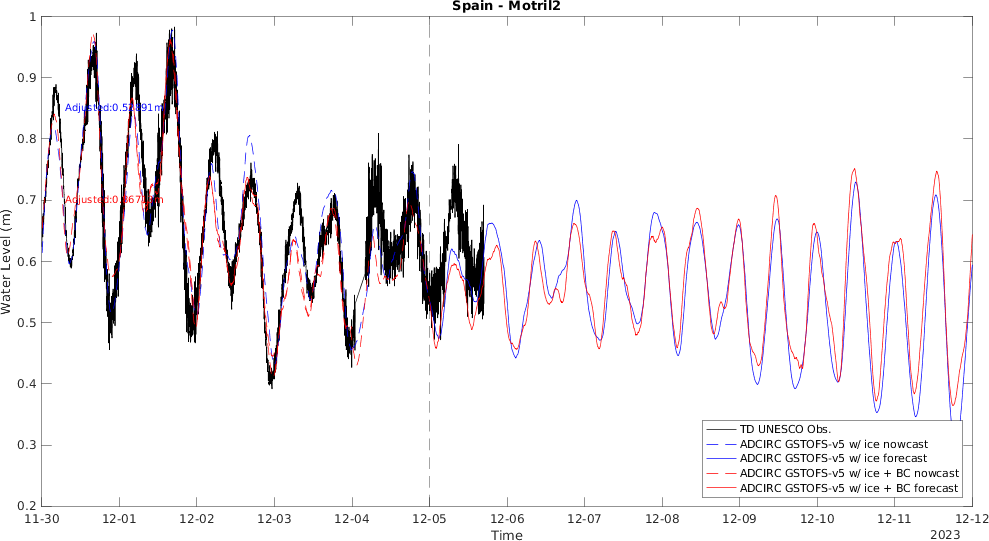 Spain - Motril2
1
0.9
0.8
0.7
0.6
0.5
0.4
0.3
0.2
Water Level (m)
TD UNESCO Obs.
ADCIRC GSTOFS-v5 w/ ice nowcast
ADCIRC GSTOFS-v5 w/ ice forecast
ADCIRC GSTOFS-v5 w/ ice + BC nowcast
ADCIRC GSTOFS-v5 w/ ice + BC forecast
11-30 12-01 12-02 12-03 12-04 12-05 12-06 12-07 12-08 12-09 12-10 12-11 12-12
Time
2023